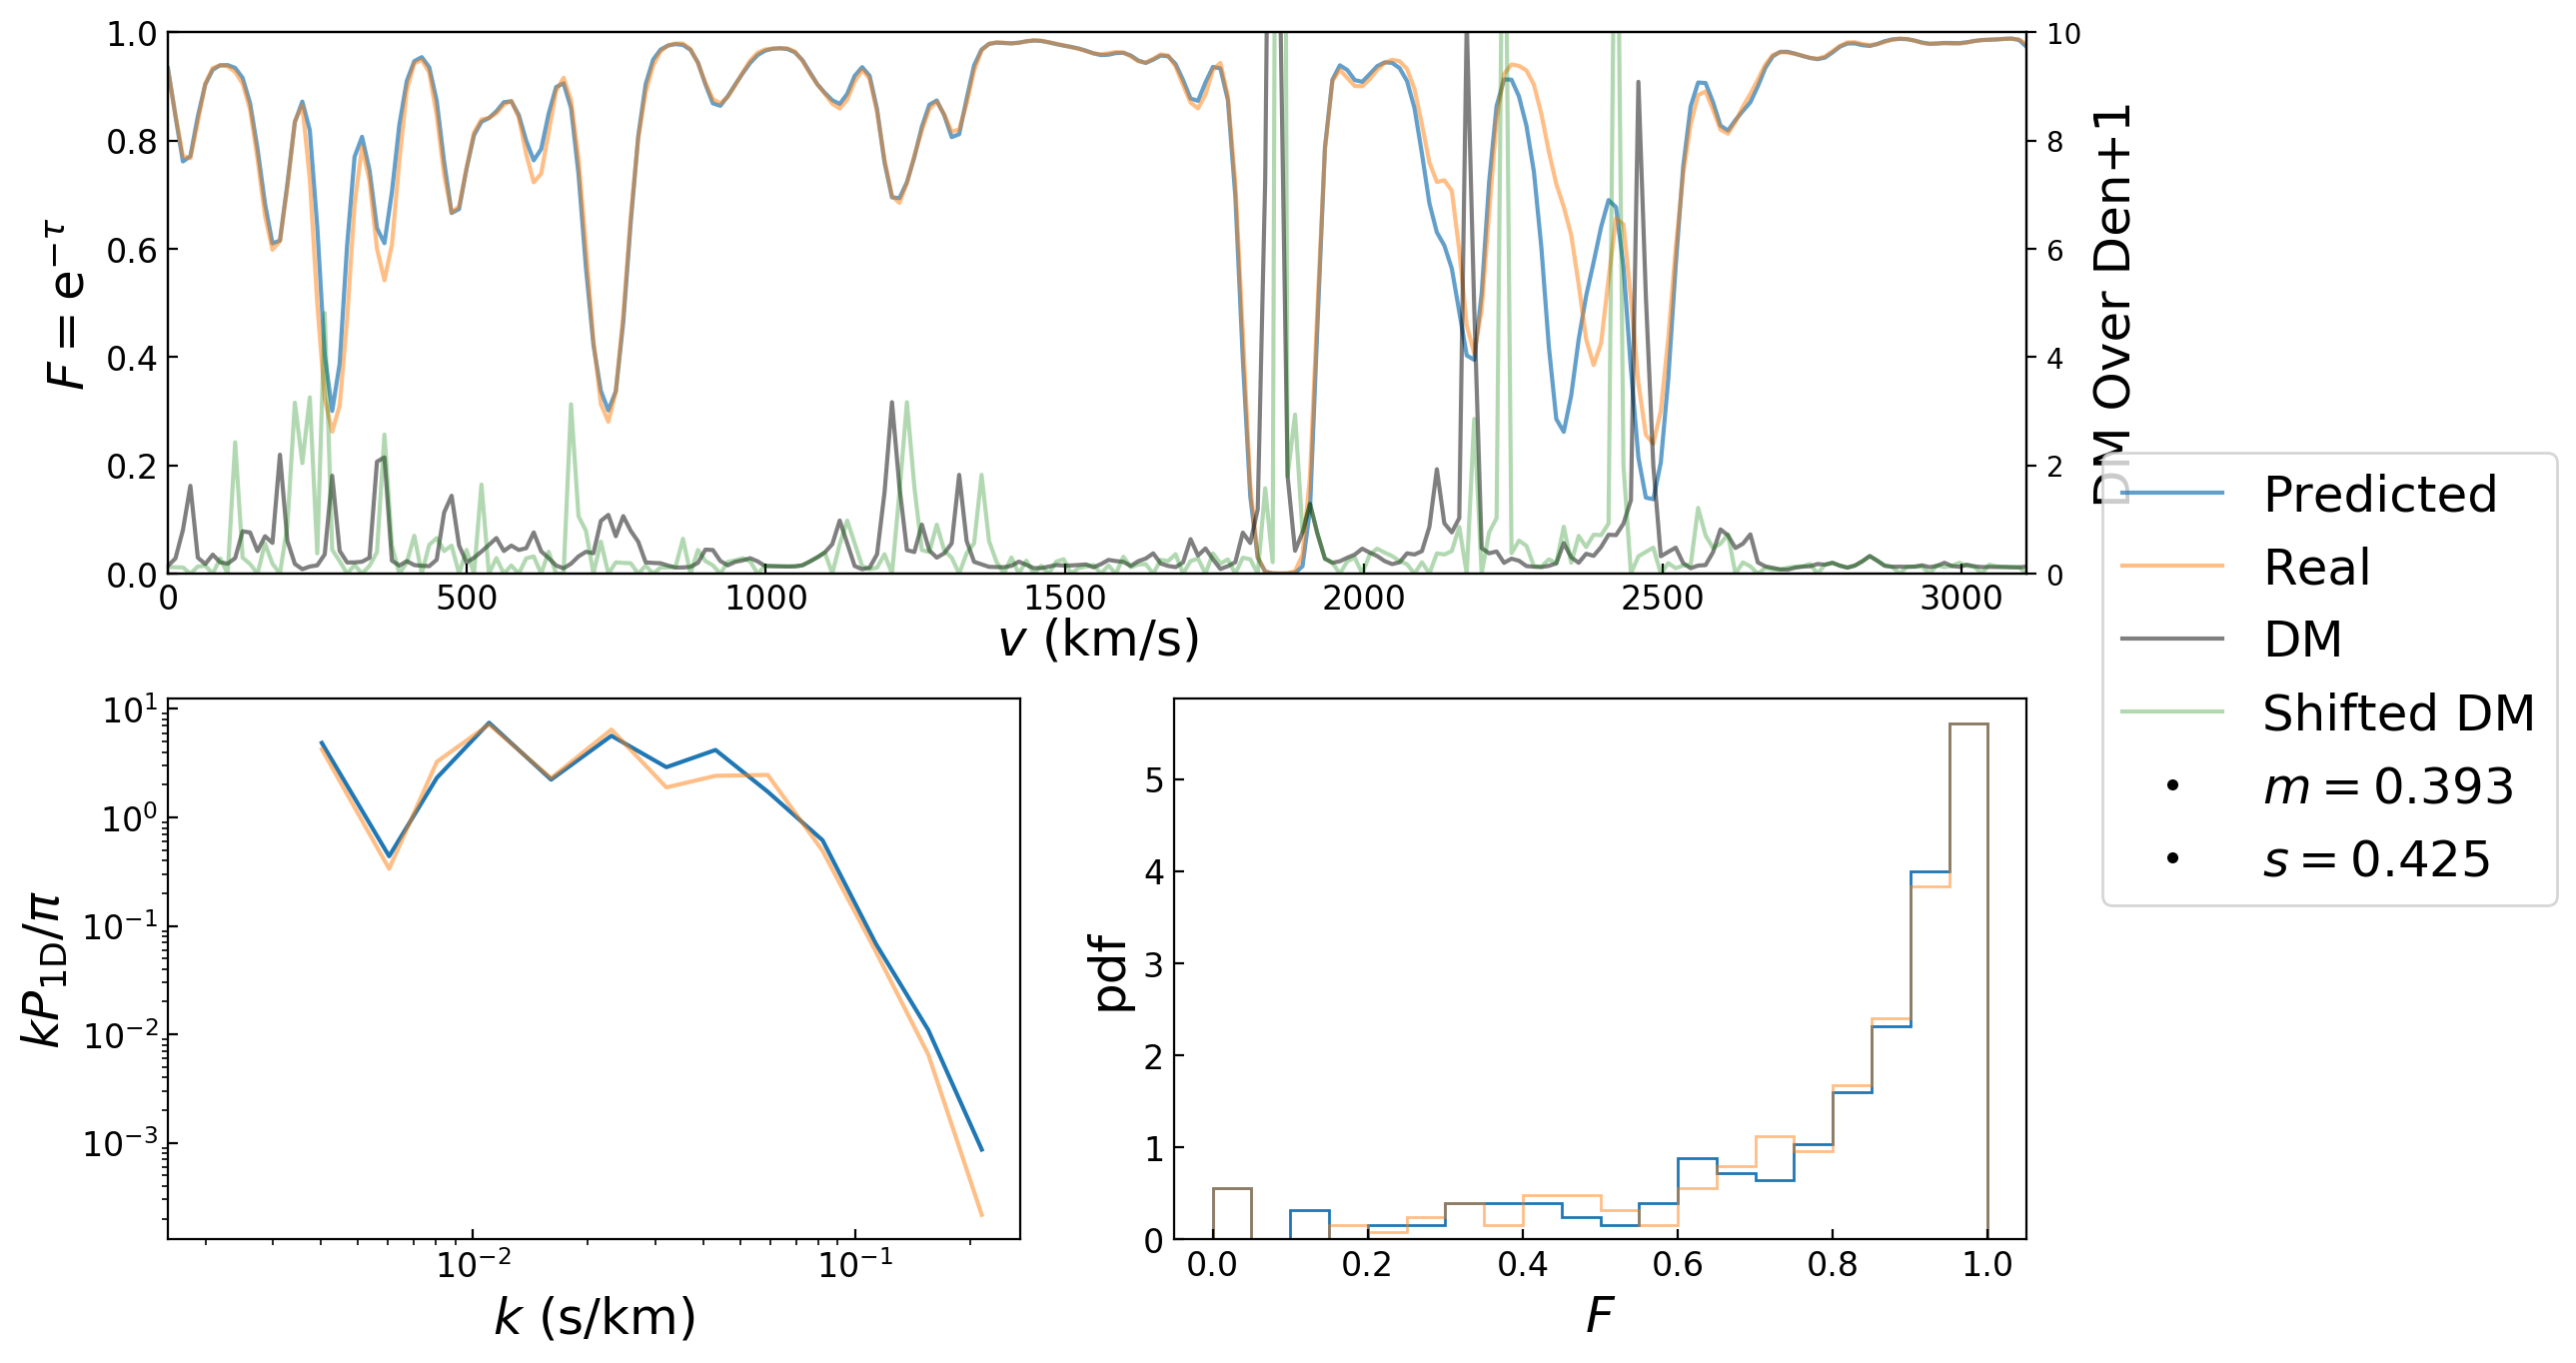 1.0
0.8
0.6
0.4
0.2
0.0
F = e^{-τ}
10
8
6
4
2
0
DM Over Den+1
0 500 1000 1500 2000 2500 3000
v (km/s)
Predicted
Real
DM
Shifted DM
m = 0.393
s = 0.425
10^1
10^0
10^{-1}
10^{-2}
10^{-3}
kP_{1D}/π
10^{-2} 10^{-1}
k (s/km)
5
4
3
2
1
0
pdf
0.0 0.2 0.4 0.6 0.8 1.0
F